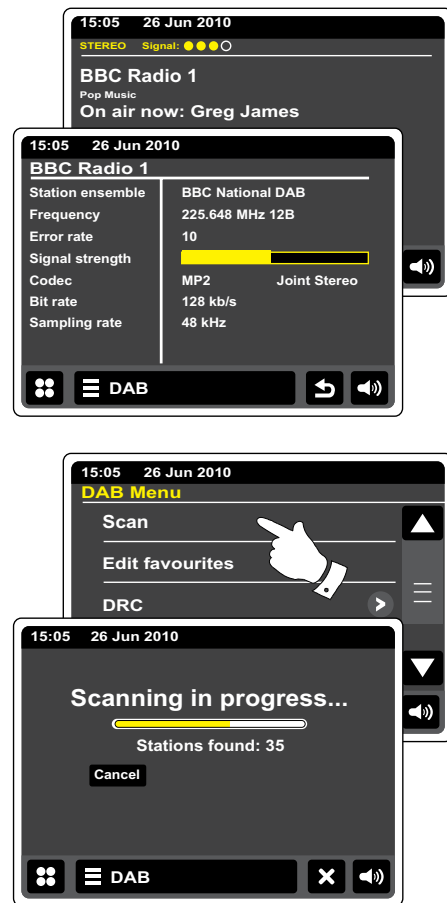 15:05 26 Jun 2010
STEREO Signal:
BBC Radio 1
Pop Music
On air now: Greg James
15:05 26 Jun 2010
BBC Radio 1
Station ensemble BBC National DAB
Frequency 225.648 MHz 12B
Error rate 10
Signal strength
Codec MP2 Joint Stereo
Bit rate 128 kb/s
Sampling rate 48 kHz
DAB
15:05 26 Jun 2010
DAB Menu
Scan
Edit favourites
DRC
15:05 26 Jun 2010
Scanning in progress...
Stations found: 35
Cancel
DAB